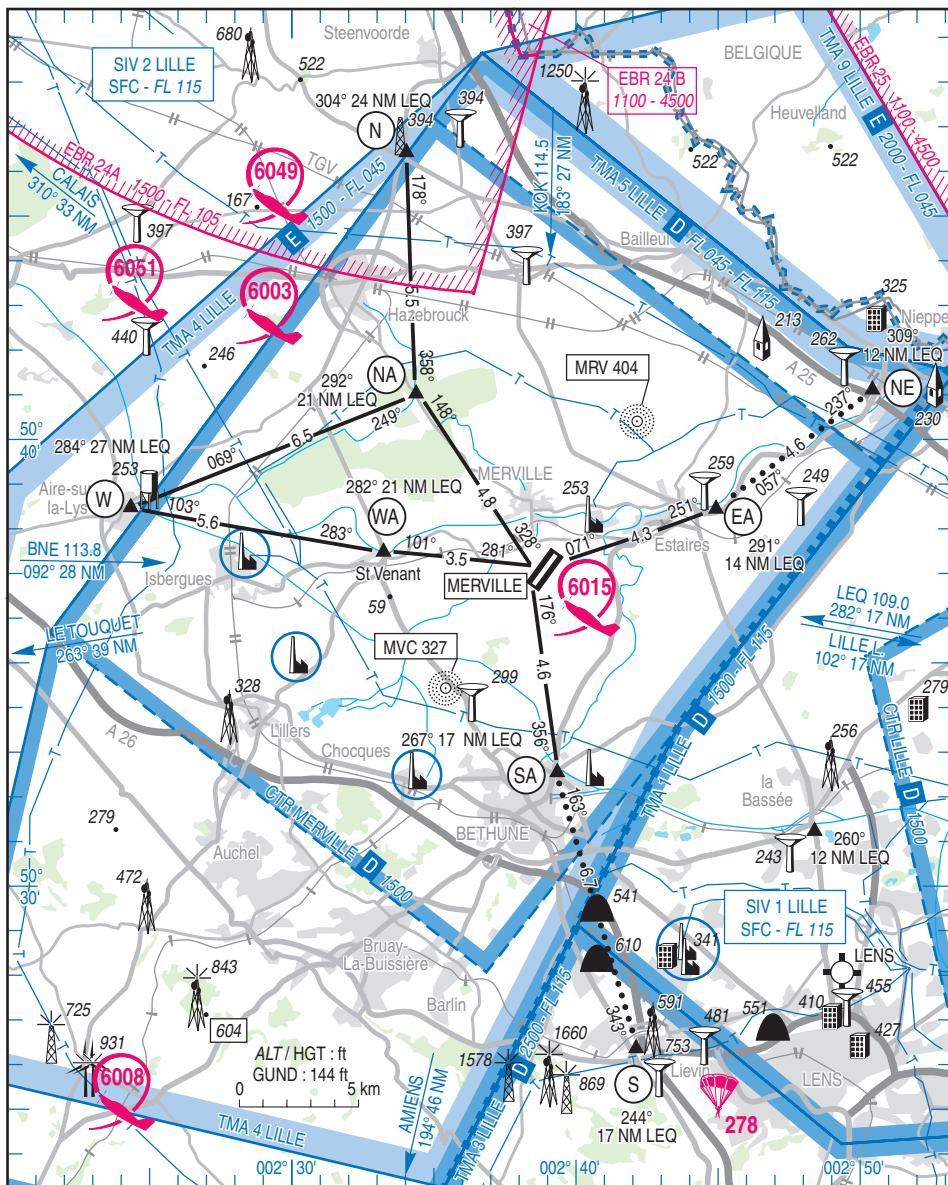 680
Steenvoorde
SIV 2 LILLE
SFC - FL 115
522
304° 24 NM LEQ
N
394
394
1250
EBR 24 B
1100 - 4500
BELGIQUE
Heuvelland
522
522
TMA 9 LILLE E 2000 - FL 045
EBR 25 1100-4500
TGV
EBR 24A 1500 - FL 105
CALAIS
310° 33 NM
6049
167
397
E 1500 - FL 045
178°
KOK 114.5
183° 27 NM
TMA 5 LILLE D FL 045 - FL 115
Bailleul
397
6051
440
6003
TMA 4 LILLE
246
5.5
Hazebrouck
358°
325
Nieppe
213
262
309°
12 NM LEQ
A 25
NE
230
237°
292°
21 NM LEQ
NA
249°
148°
MRV 404
4.6
057°
50°
40'
284° 27 NM LEQ
253
Aire-sur
la-Lys
W
069°
6.5
MERVILLE
4.8
282° 21 NM LEQ
WA
253
259
249
251°
EA
291°
14 NM LEQ
103°
5.6
283°
101°
3.5
281°
328°
071°
4.3
Estaires
BNE 113.8
092° 28 NM
Isbergues
St Venant
59
MERVILLE
6015
176°
LEQ 109.0
282° 17 NM
LILLE L.
102° 17 NM
LE TOUQUET
263° 39 NM
MVC 327
299
4.6
D 1500 - FL 115
TMA 1 LILLE
328
Lillers
A 26
Chocques
267° 17 NM LEQ
356°
SA
279
256
CTR LILLE D 1500
la
Bassée
163°
279
BETHUNE
243
260°
12 NM LEQ
Auchel
CTR MERVILLE D 1500
50°
30'
472
6.7
541
SIV 1 LILLE
SFC - FL 115
Bruay-
La-Buissière
610
341
LENS
843
Barlin
455
725
604
343°
591
481
551
410
427
931
6008
ALT / HGT : ft
GUND : 144 ft
0
5 km
D 2500 - FL 115
TMA 3 LILLE
1578
1660
869
753
S
Lievin
LENS
244°
17 NM LEQ
278
AMIENS
194° 46 NM
TMA 4 LILLE
002° 30'
002° 40'
002° 50'